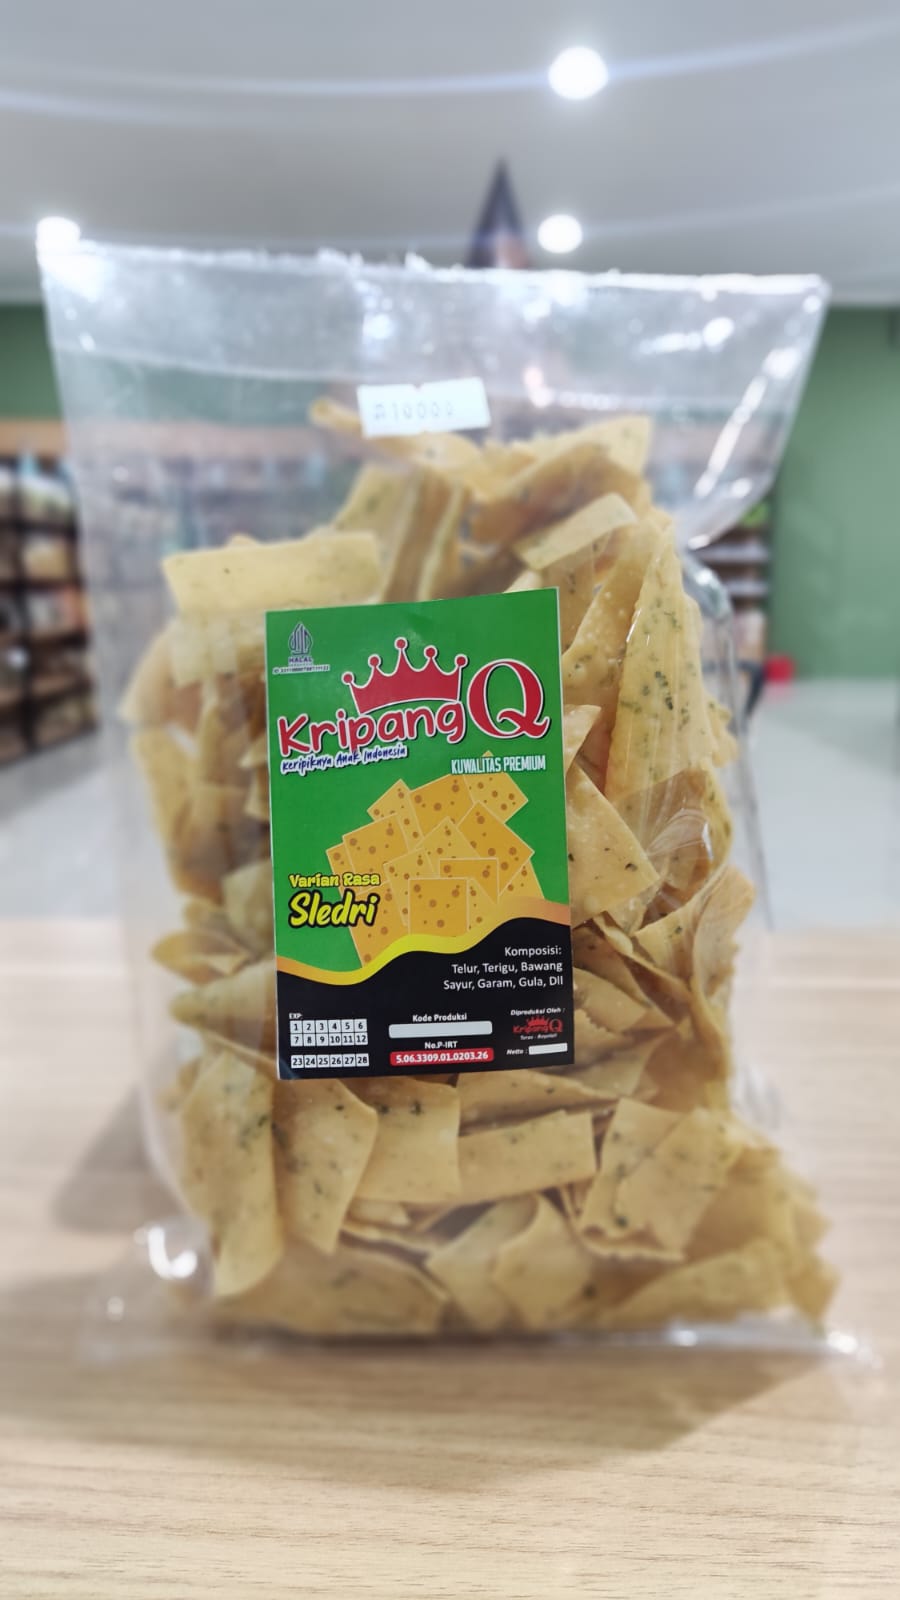 10000
HALAL
KripangQ
Keripiknya Anak Indonesia
KUWALITAS PREMIUM
Varian Rasa
Sledri
Komposisi:
Telur, Terigu, Bawang
Sayur, Garam, Gula, Dll
EXP:
1 2 3 4 5 6
7 8 9 10 11 12
23 24 25 26 27 28
Kode Produksi
No.P-IRT
5.06.3309.01.0203.26
Diproduksi Oleh :
KripangQ
Netto :